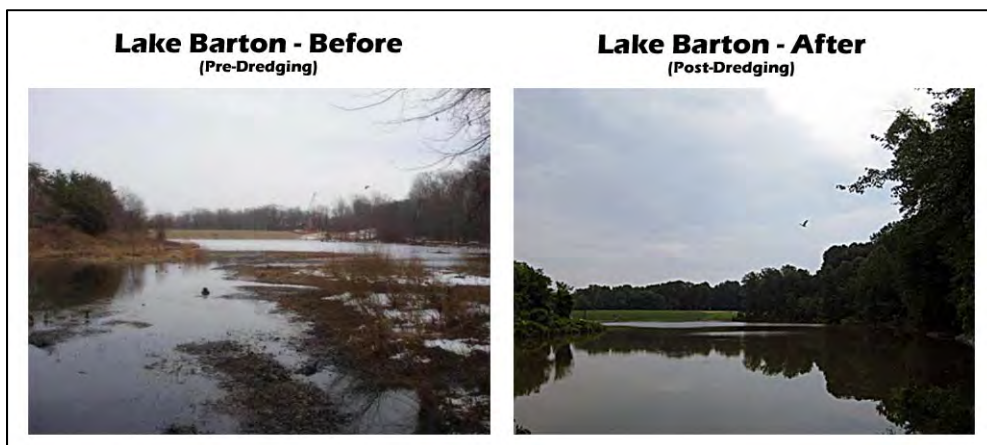 Lake Barton - Before
(Pre-Dredging)
Lake Barton - After
(Post-Dredging)